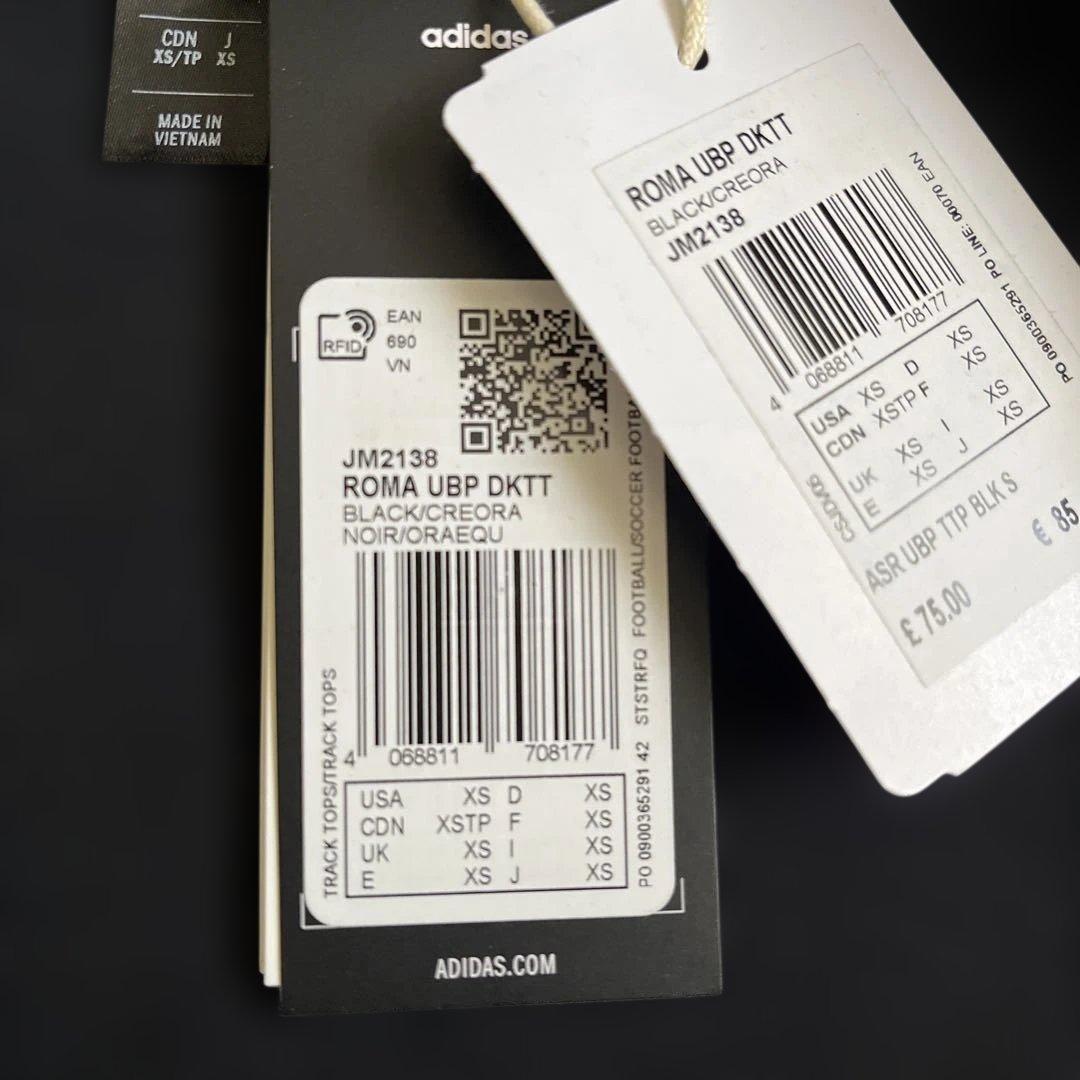 CDN J
XS/TP XS
MADE IN
VIETNAM
adidas
RFID
EAN
690
VN
JM2138
ROMA UBP DKTT
BLACK/CREORA
NOIR/ORAEQU
4 068811 708177
USA XS D XS
CDN XSTP F XS
UK XS I XS
E XS J XS
TRACK TOPS/TRACK TOPS
PO 0900365291 42 STSTRFQ FOOTBALL/SOCCER
ADIDAS.COM
ROMA UBP DKTT
BLACK/CREORA
JM2138
4 068811 708177
USA XS D XS
CDN XSTP F XS
UK XS I XS
E XS J XS
PO 0900365291 PO LINE: 00070 EAN
ASR UBP TTP BLK S
€ 85
£ 75.00